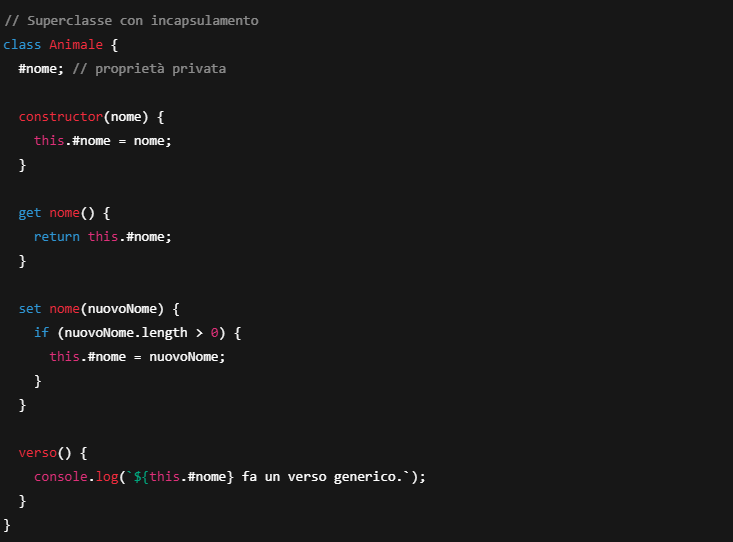 // Superclasse con incapsulamento
class Animale {
  #nome; // proprietà privata

  constructor(nome) {
    this.#nome = nome;
  }

  get nome() {
    return this.#nome;
  }

  set nome(nuovoNome) {
    if (nuovoNome.length > 0) {
      this.#nome = nuovoNome;
    }
  }

  verso() {
    console.log(`${this.#nome} fa un verso generico.`);
  }
}